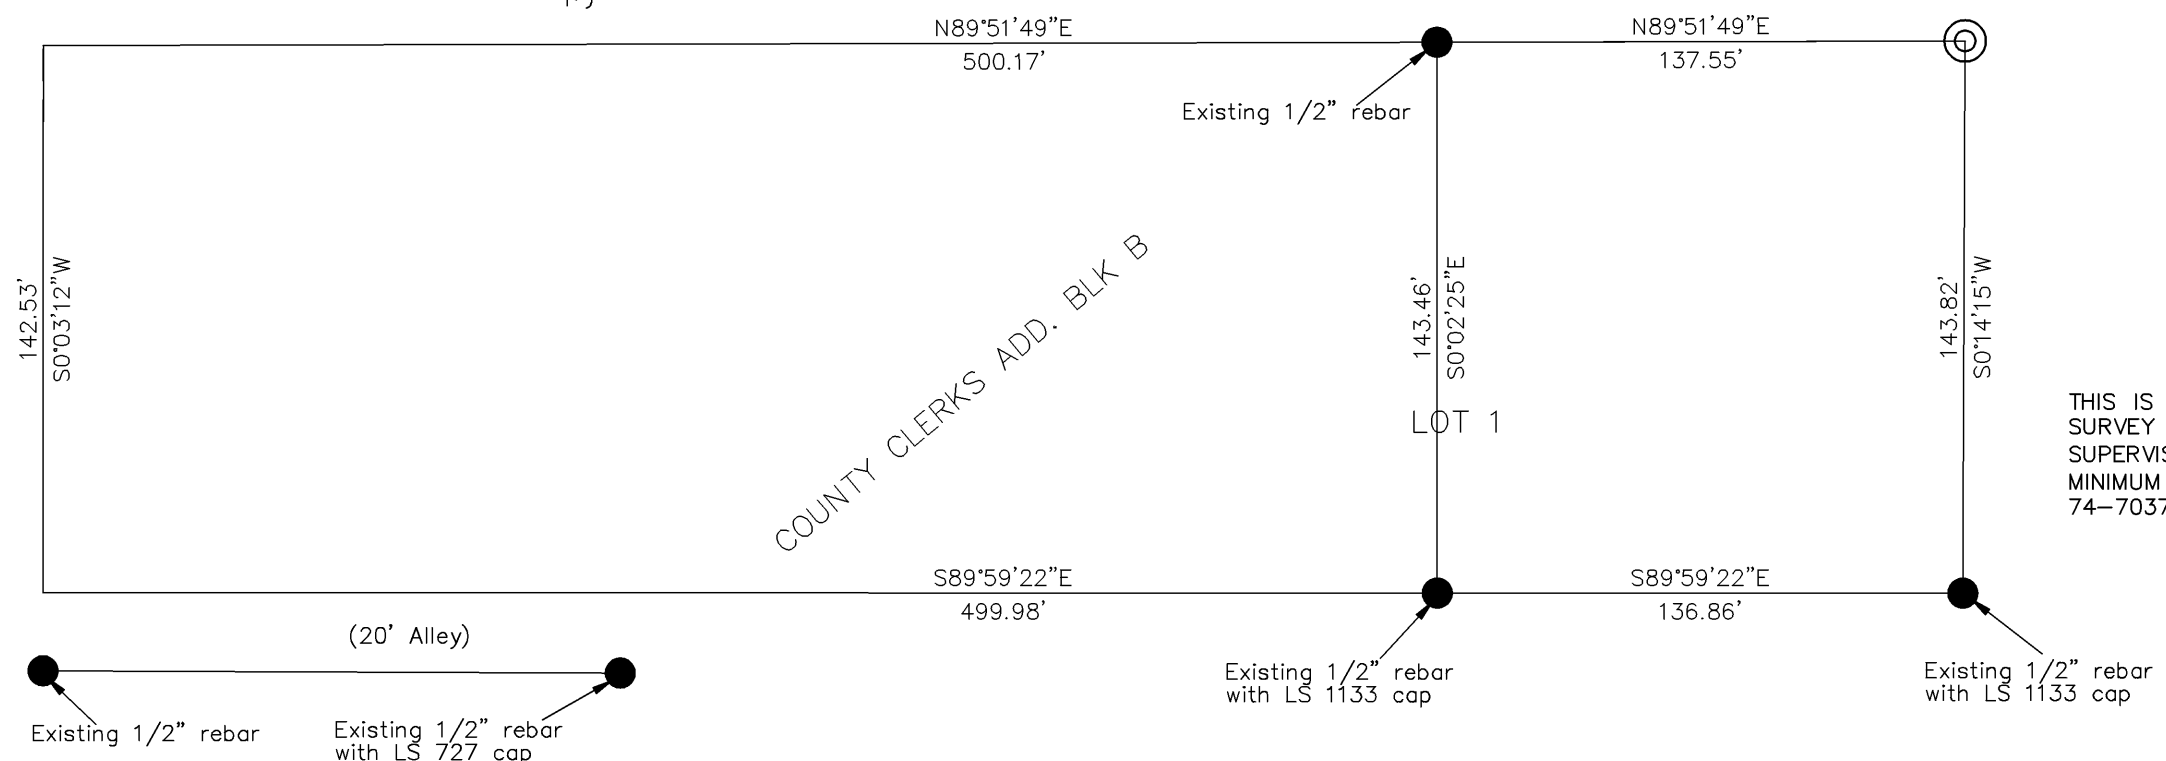 N89°51'49"E
500.17'
N89°51'49"E
137.55'
Existing 1/2" rebar
142.53'
S0°03'12"W
143.46'
S0°02'25"E
143.82'
S0°14'15"W
COUNTY CLERKS ADD. BLK B
LOT 1
THIS IS
SURVEY
SUPERVIS
MINIMUM
74-7037
S89°59'22"E
499.98'
S89°59'22"E
136.86'
(20' Alley)
Existing 1/2" rebar
Existing 1/2" rebar
with LS 727 cap
Existing 1/2" rebar
with LS 1133 cap
Existing 1/2" rebar
with LS 1133 cap